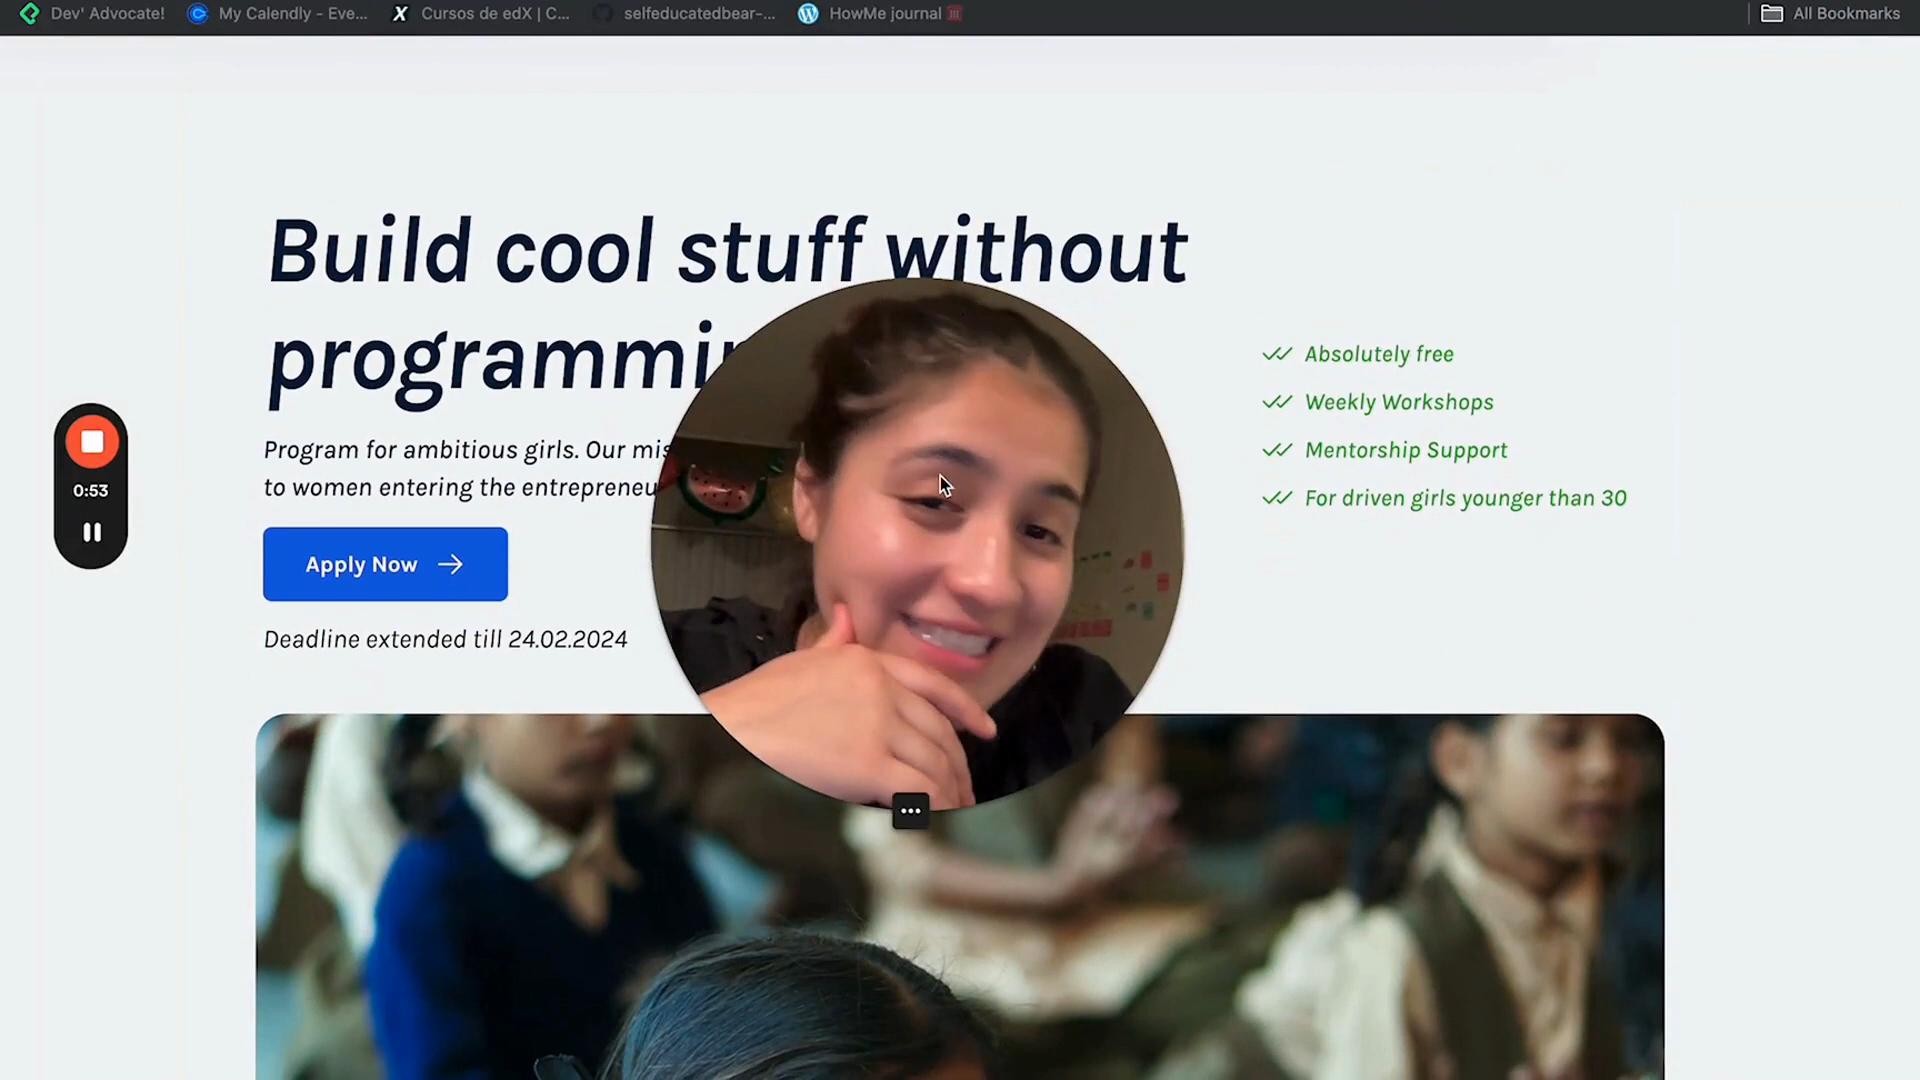 Dev' Advocate!
My Calendly - Eve...
Cursos de edX | C...
selfeducatedbear-...
HowMe journal
All Bookmarks
Build cool stuff without
programmin
Program for ambitious girls. Our mis
to women entering the entrepreneu
Apply Now
Deadline extended till 24.02.2024
Absolutely free
Weekly Workshops
Mentorship Support
For driven girls younger than 30
0:53